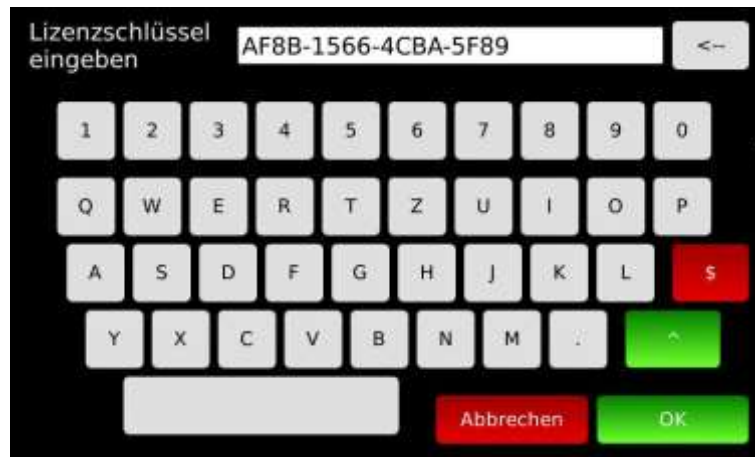 Lizenzschlüssel
eingeben
AF8B-1566-4CBA-5F89
<--
1 2 3 4 5 6 7 8 9 0
Q W E R T Z U I O P
A S D F G H J K L $
Y X C V B N M . ^
Abbrechen OK